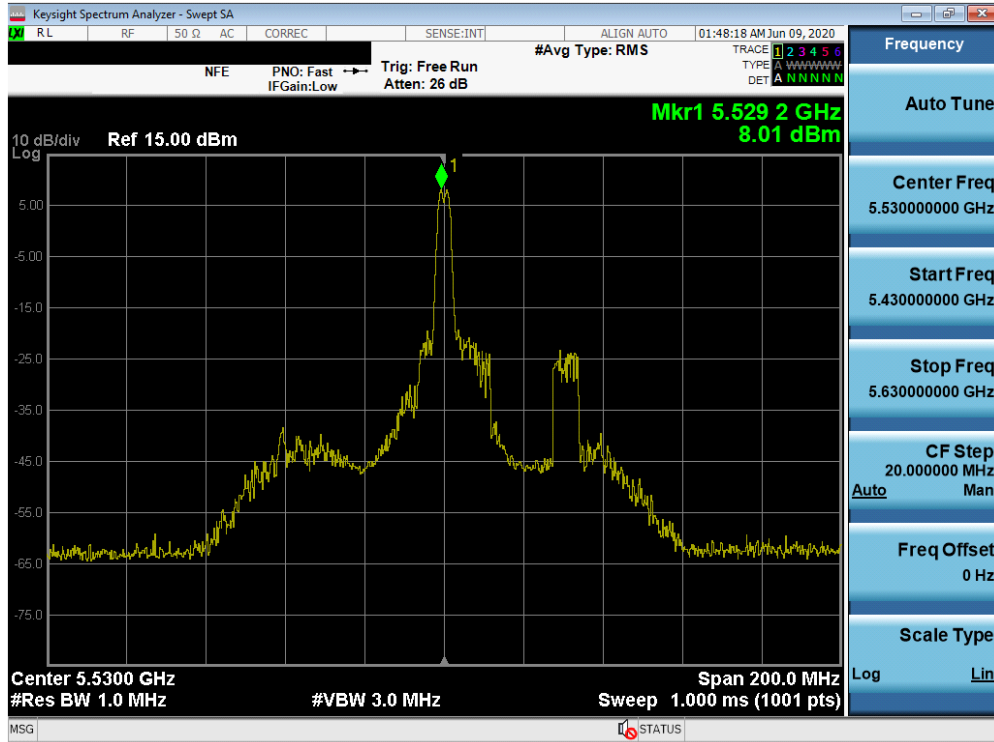 Keysight Spectrum Analyzer - Swept SA
LXI RL RF 50 Ω AC CORREC SENSE:INT ALIGN AUTO 01:48:18 AM Jun 09, 2020
Frequency
#Avg Type: RMS
TRACE 1 2 3 4 5 6
TYPE A WWWWW
DET A N N N N N
NFE
PNO: Fast
IFGain:Low
Trig: Free Run
Atten: 26 dB
Auto Tune
Mkr1 5.529 2 GHz
8.01 dBm
10 dB/div Ref 15.00 dBm
Log
1
5.00
-5.00
-15.0
-25.0
-35.0
-45.0
-55.0
-65.0
-75.0
Center 5.5300 GHz
Span 200.0 MHz
#Res BW 1.0 MHz
#VBW 3.0 MHz
Sweep 1.000 ms (1001 pts)
Center Freq
5.530000000 GHz
Start Freq
5.430000000 GHz
Stop Freq
5.630000000 GHz
CF Step
20.000000 MHz
Auto Man
Freq Offset
0 Hz
Scale Type
Log Lin
MSG
STATUS